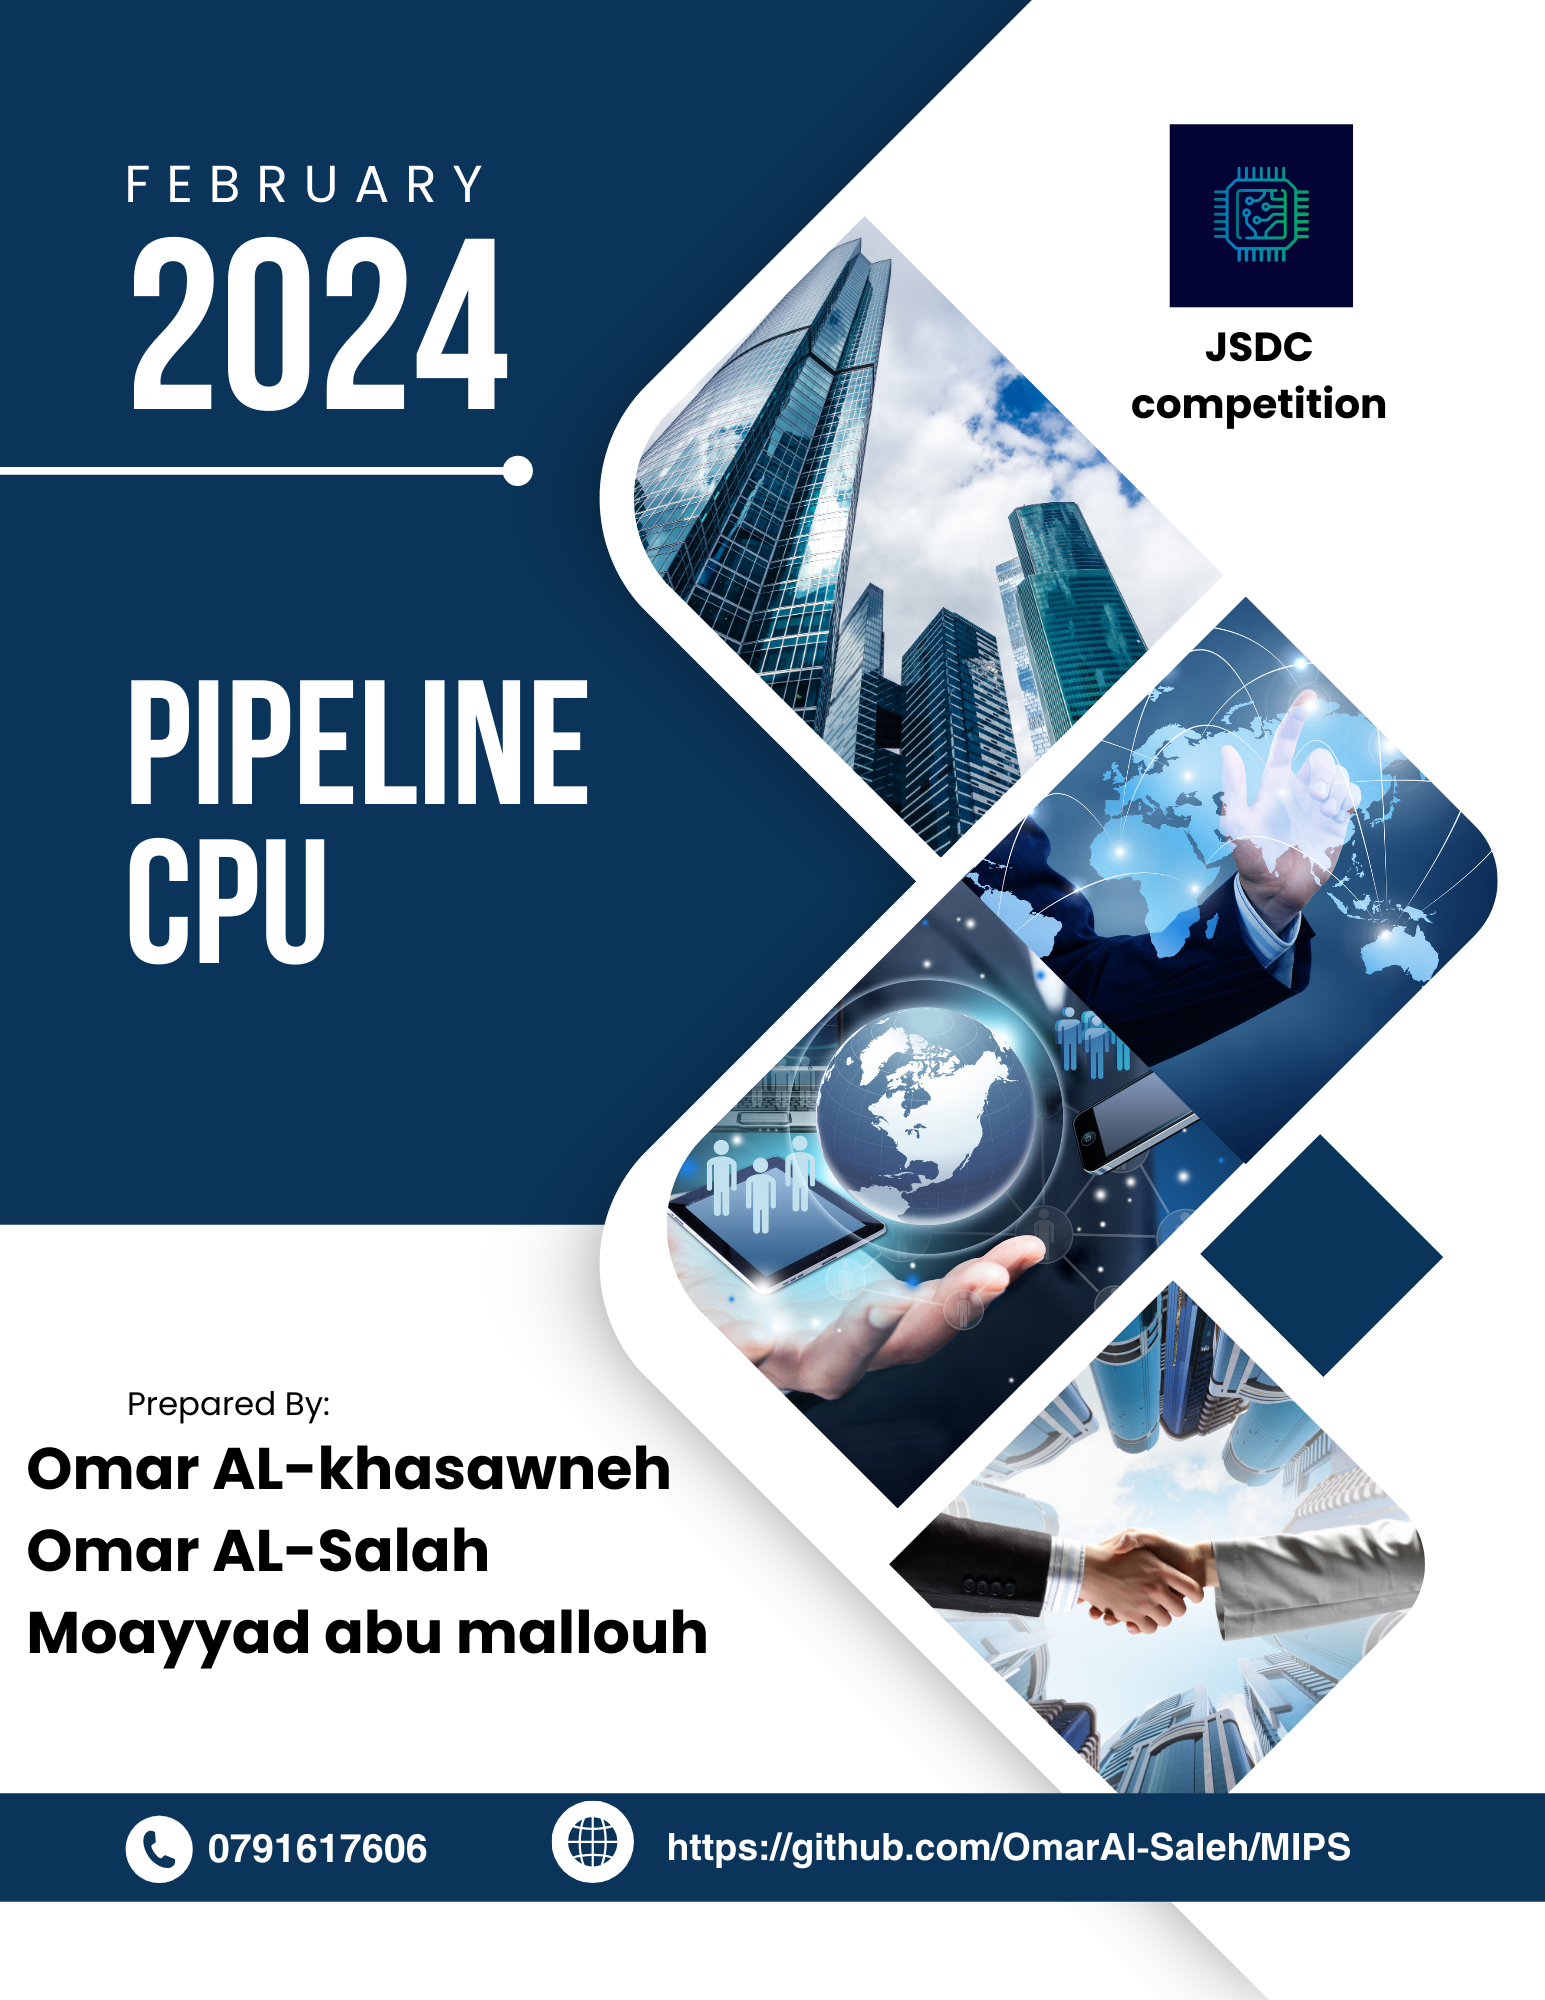 FEBRUARY
2024
JSDC
competition
PIPELINE
CPU
Prepared By:
Omar AL-khasawneh
Omar AL-Salah
Moayyad abu mallouh
0791617606
https://github.com/OmarAl-Saleh/MIPS